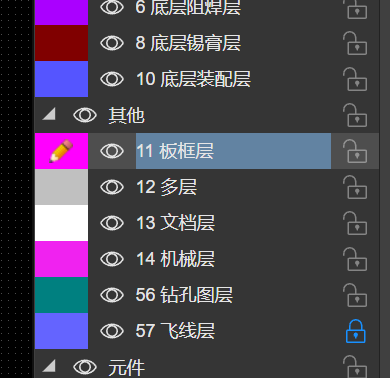 6 底层阻焊层
8 底层锡膏层
10 底层装配层
其他
11 板框层
12 多层
13 文档层
14 机械层
56 钻孔图层
57 飞线层
元件